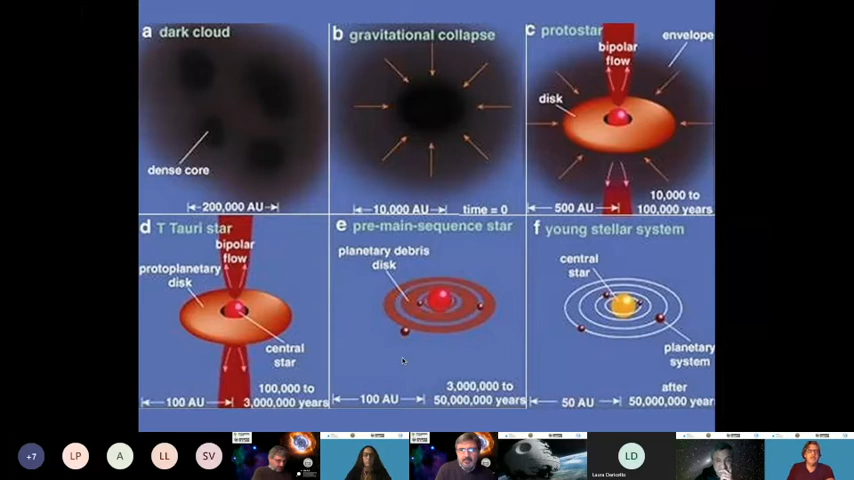 a dark cloud
dense core
200,000 AU
b gravitational collapse
10,000 AU
time = 0
c protostar
bipolar
flow
envelope
disk
500 AU
10,000 to
100,000 years
d T Tauri star
bipolar
flow
protoplanetary
disk
central
star
100 AU
100,000 to
3,000,000 years
e pre-main-sequence star
planetary debris
disk
100 AU
3,000,000 to
50,000,000 years
f young stellar system
central
star
planetary
system
50 AU
after
50,000,000 years
+7
LP
A
LL
SV
LD